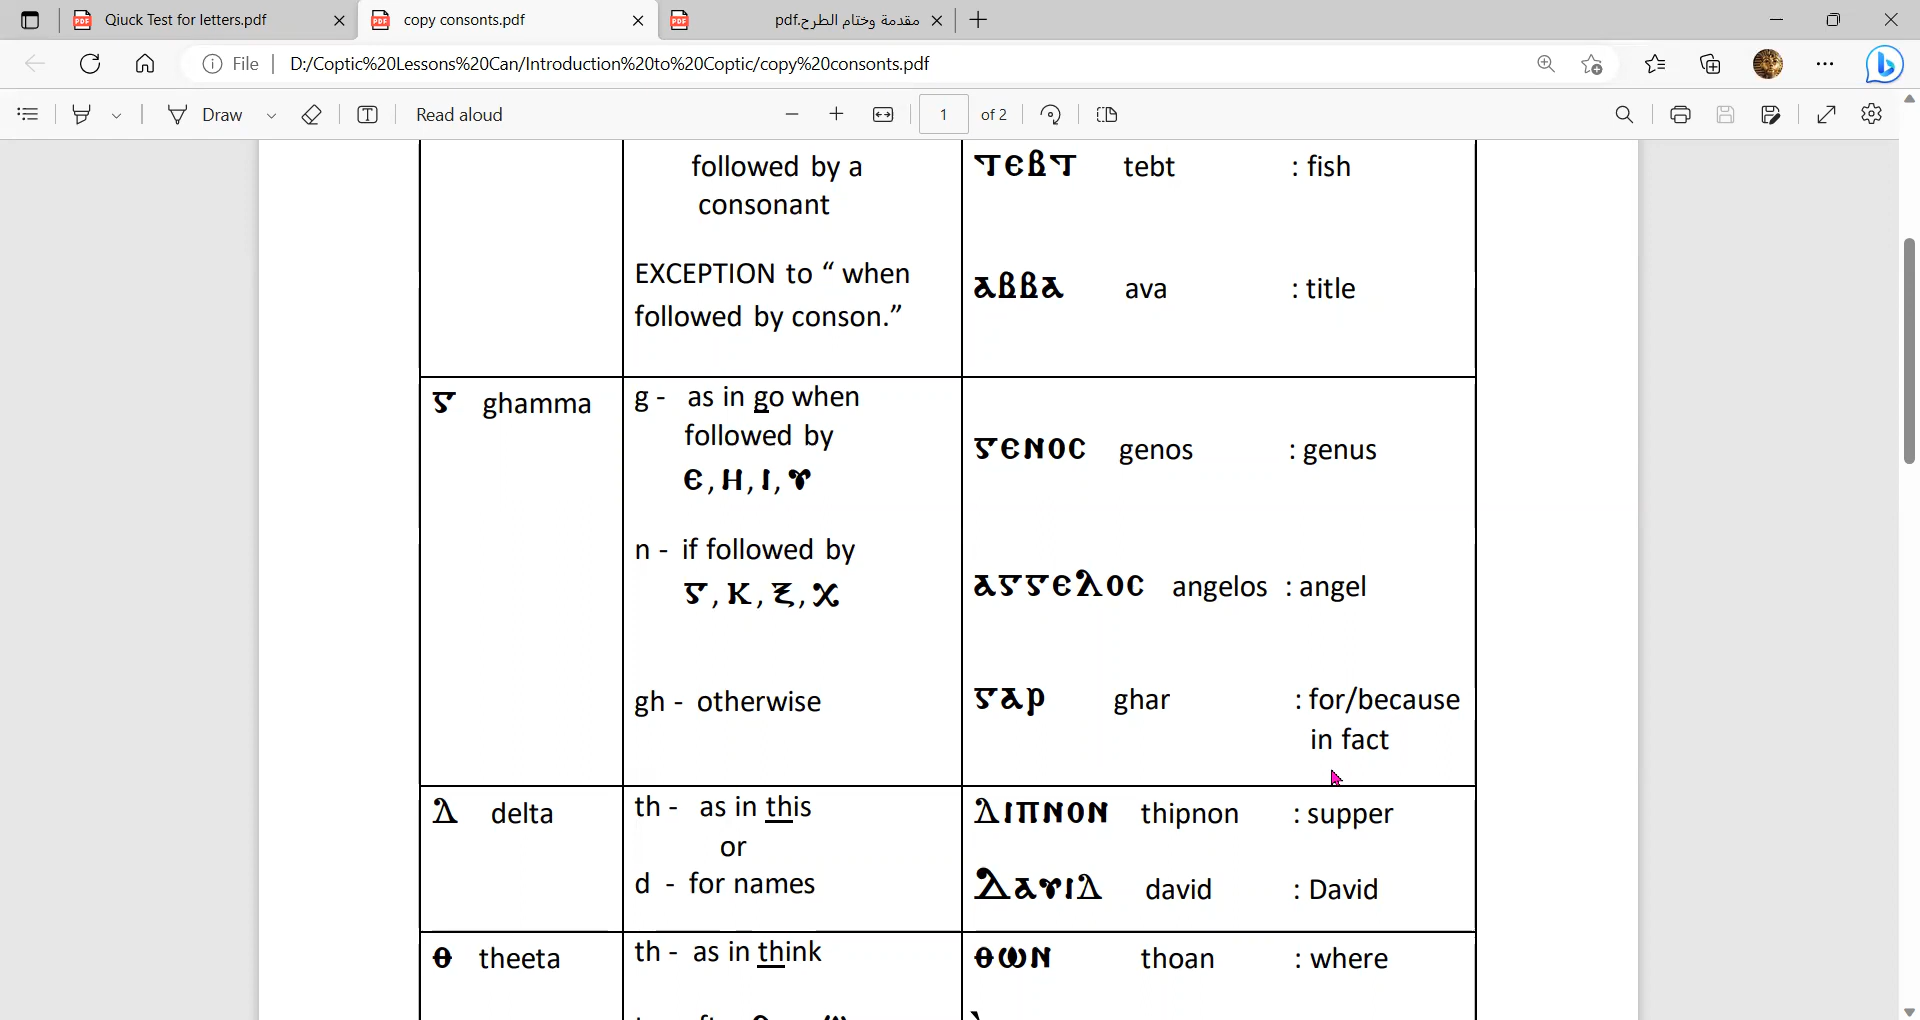 Qiuck Test for letters.pdf
copy consonts.pdf
مقدمة وختام الطرح.pdf
File
D:/Coptic%20Lessons%20Can/Introduction%20to%20Coptic/copy%20consonts.pdf
Draw
Read aloud
1 of 2
followed by a
consonant
ⲧⲉⲃⲧ tebt : fish
EXCEPTION to “ when
followed by conson.”
ⲁⲃⲃⲁ ava : title
ⲅ ghamma
g - as in go when
followed by
ⲉ, ⲏ, ⲓ, ⲩ
ⲅⲉⲛⲟⲥ genos : genus
n - if followed by
ⲅ, ⲕ, ⲝ, ⲭ
ⲁⲅⲅⲉⲗⲟⲥ angelos : angel
gh - otherwise
ⲅⲁⲣ ghar : for/because
in fact
ⲇ delta
th - as in this
or
d - for names
ⲇⲓⲡⲛⲟⲛ thipnon : supper
Ⲇⲁⲩⲓⲇ david : David
ⲑ theeta
th - as in think
ⲑⲱⲛ thoan : where